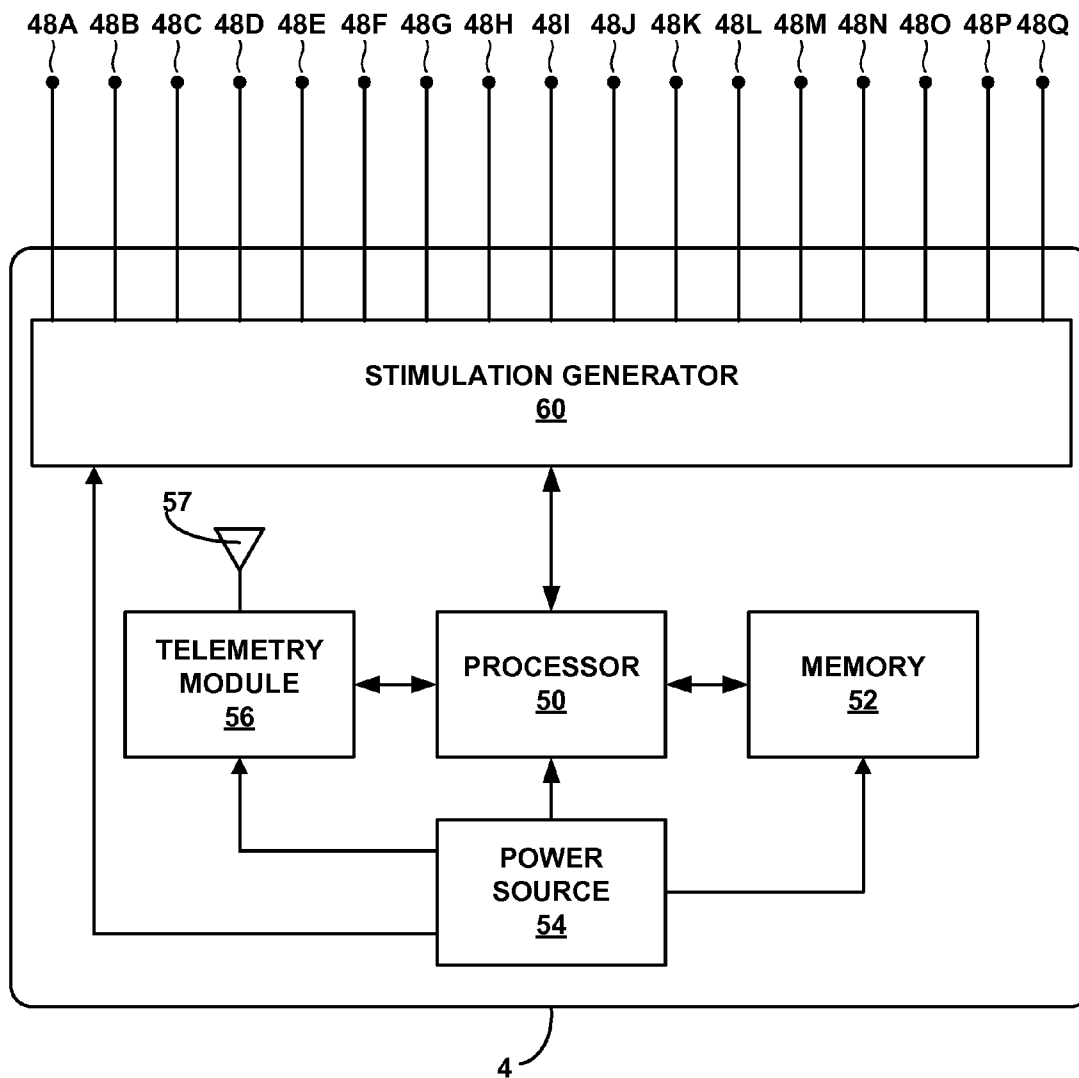 48A 48B 48C 48D 48E 48F 48G 48H 48I 48J 48K 48L 48M 48N 48O 48P 48Q
STIMULATION GENERATOR
60
57
TELEMETRY
MODULE
56
PROCESSOR
50
MEMORY
52
POWER
SOURCE
54
4